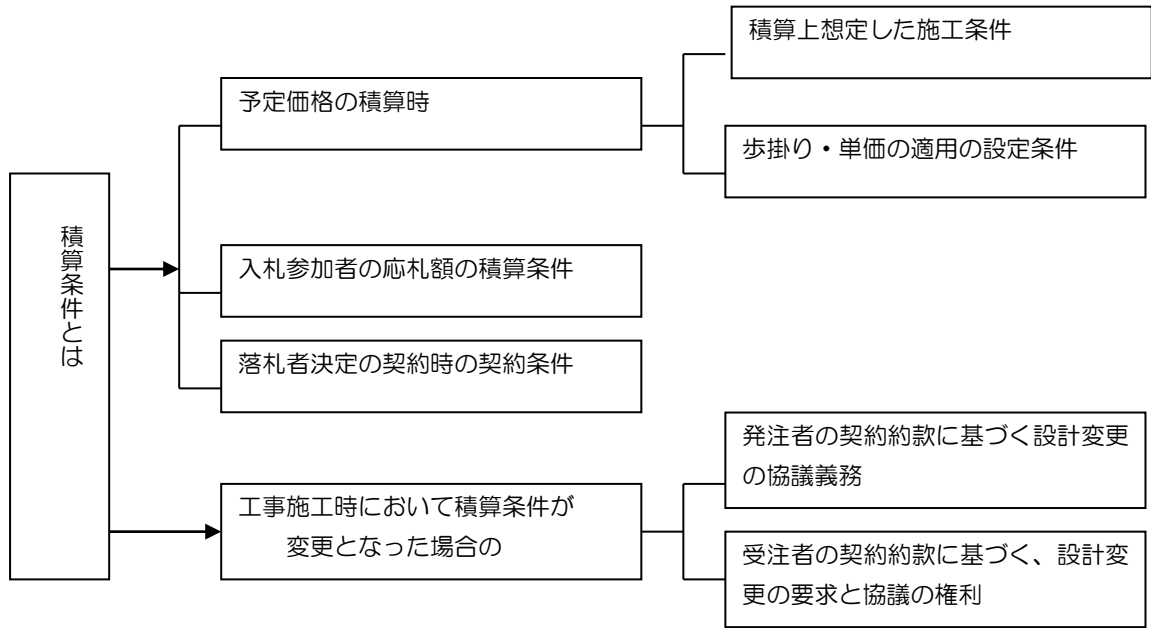 積算条件とは
予定価格の積算時
積算上想定した施工条件
歩掛り・単価の適用の設定条件
入札参加者の応札額の積算条件
落札者決定の契約時の契約条件
工事施工時において積算条件が
変更となった場合の
発注者の契約約款に基づく設計変更
の協議義務
受注者の契約約款に基づく、設計変
更の要求と協議の権利